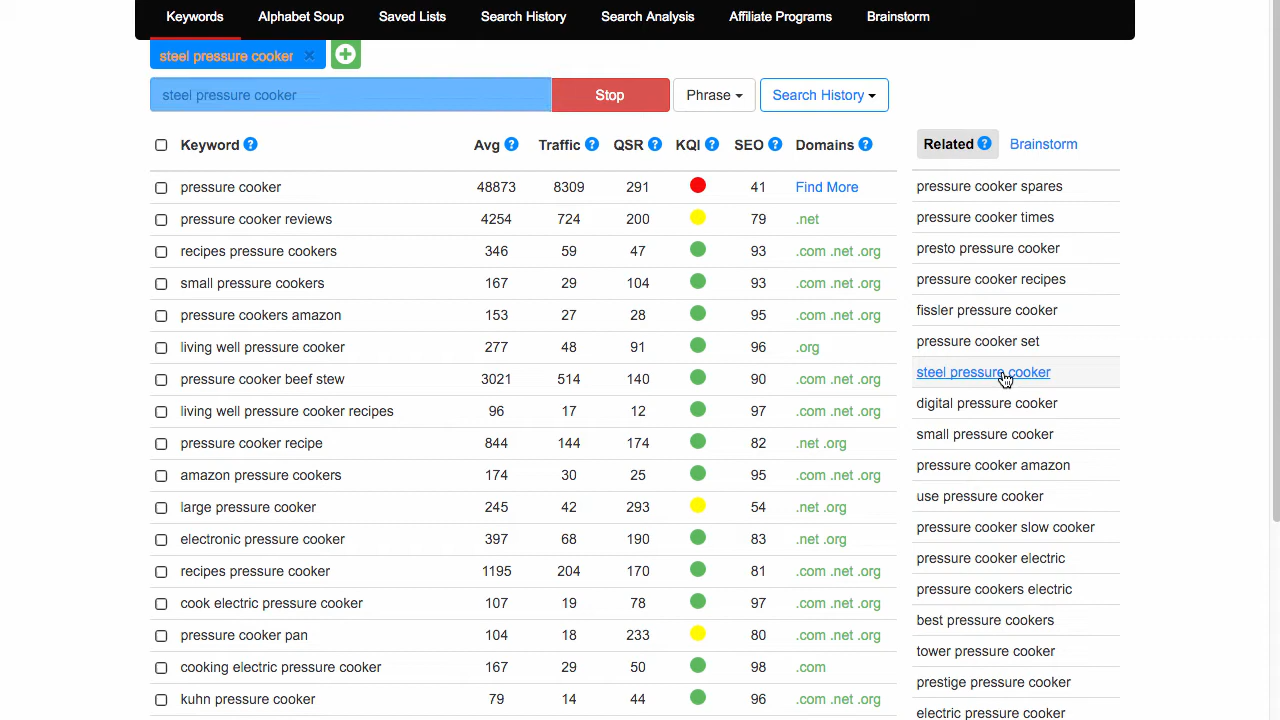 Keywords Alphabet Soup Saved Lists Search History Search Analysis Affiliate Programs Brainstorm
steel pressure cooker
steel pressure cooker Stop Phrase Search History
Keyword Avg Traffic QSR KQI SEO Domains Related Brainstorm
pressure cooker 48873 8309 291 41 Find More pressure cooker spares
pressure cooker reviews 4254 724 200 79 .net pressure cooker times
recipes pressure cookers 346 59 47 93 .com .net .org presto pressure cooker
small pressure cookers 167 29 104 93 .com .net .org pressure cooker recipes
pressure cookers amazon 153 27 28 95 .com .net .org fissler pressure cooker
living well pressure cooker 277 48 91 96 .org pressure cooker set
pressure cooker beef stew 3021 514 140 90 .com .net .org steel pressure cooker
living well pressure cooker recipes 96 17 12 97 .com .net .org digital pressure cooker
pressure cooker recipe 844 144 174 82 .net .org small pressure cooker
amazon pressure cookers 174 30 25 95 .com .net .org pressure cooker amazon
large pressure cooker 245 42 293 54 .net .org use pressure cooker
electronic pressure cooker 397 68 190 83 .net .org pressure cooker slow cooker
recipes pressure cooker 1195 204 170 81 .com .net .org pressure cooker electric
cook electric pressure cooker 107 19 78 97 .com .net .org pressure cookers electric
pressure cooker pan 104 18 233 80 .com .net .org best pressure cookers
cooking electric pressure cooker 167 29 50 98 .com tower pressure cooker
kuhn pressure cooker 79 14 44 96 .com .net .org prestige pressure cooker
electric pressure cooker